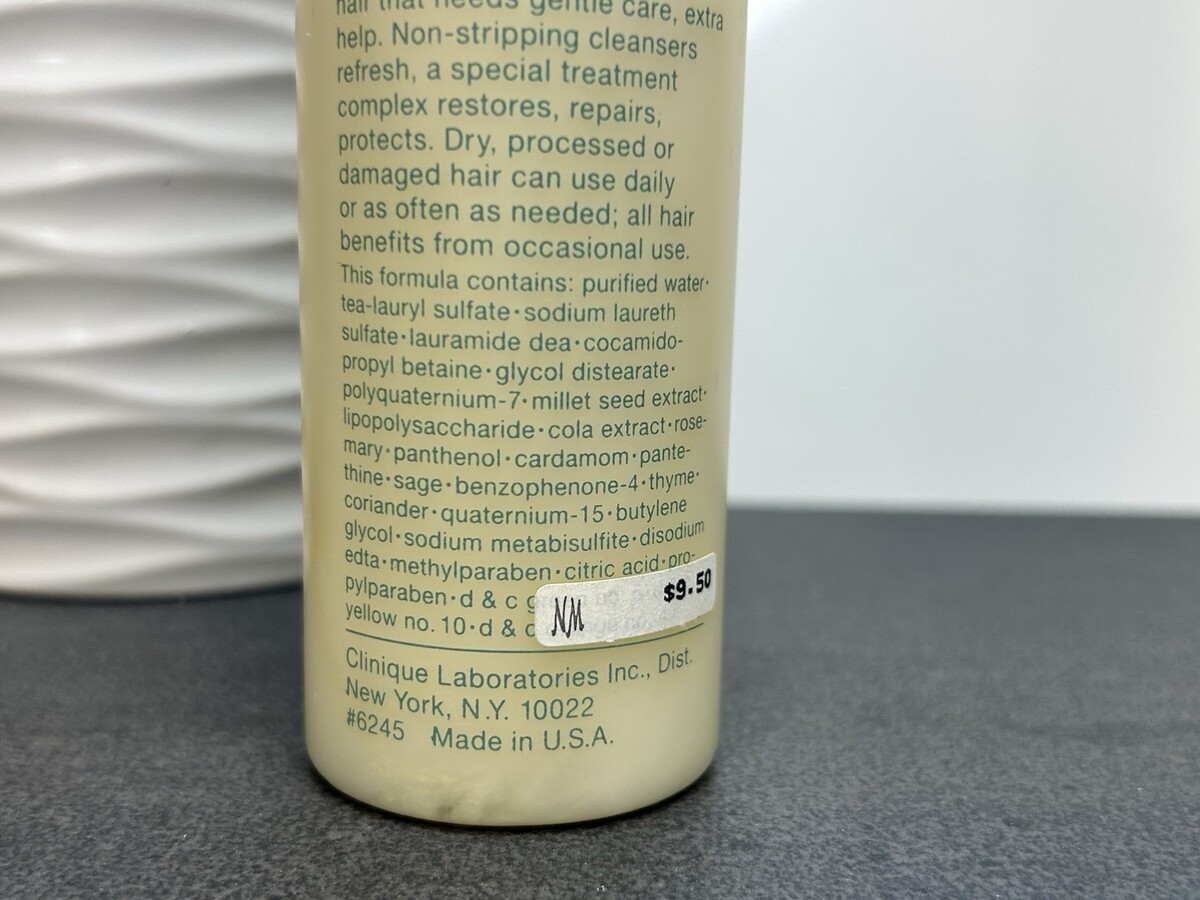 hair that needs gentle care, extra
help. Non-stripping cleansers
refresh, a special treatment
complex restores, repairs,
protects. Dry, processed or
damaged hair can use daily
or as often as needed; all hair
benefits from occasional use.
This formula contains: purified water·
tea-lauryl sulfate·sodium laureth
sulfate·lauramide dea·cocamido-
propyl betaine·glycol distearate·
polyquaternium-7·millet seed extract·
lipopolysaccharide·cola extract·rose-
mary·panthenol·cardamom·pante-
thine·sage·benzophenone-4·thyme·
coriander·quaternium-15·butylene
glycol·sodium metabisulfite·disodium
edta·methylparaben·citric acid·pro-
pylparaben·d & c
yellow no. 10·d & c
NM $9.50
Clinique Laboratories Inc., Dist.
New York, N.Y. 10022
#6245 Made in U.S.A.